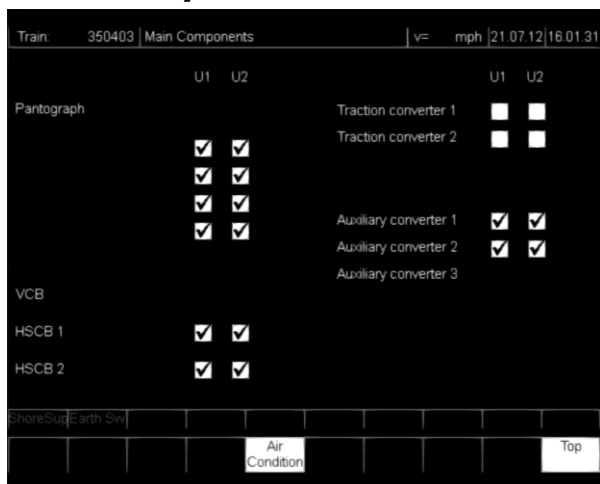 Train: 350403 Main Components v= mph 21.07.12 16.01.31
U1 U2 U1 U2
Pantograph Traction converter 1
Traction converter 2
Auxiliary converter 1
Auxiliary converter 2
Auxiliary converter 3
VCB
HSCB 1
HSCB 2
ShoreSup Earth Sw
Air Top
Condition